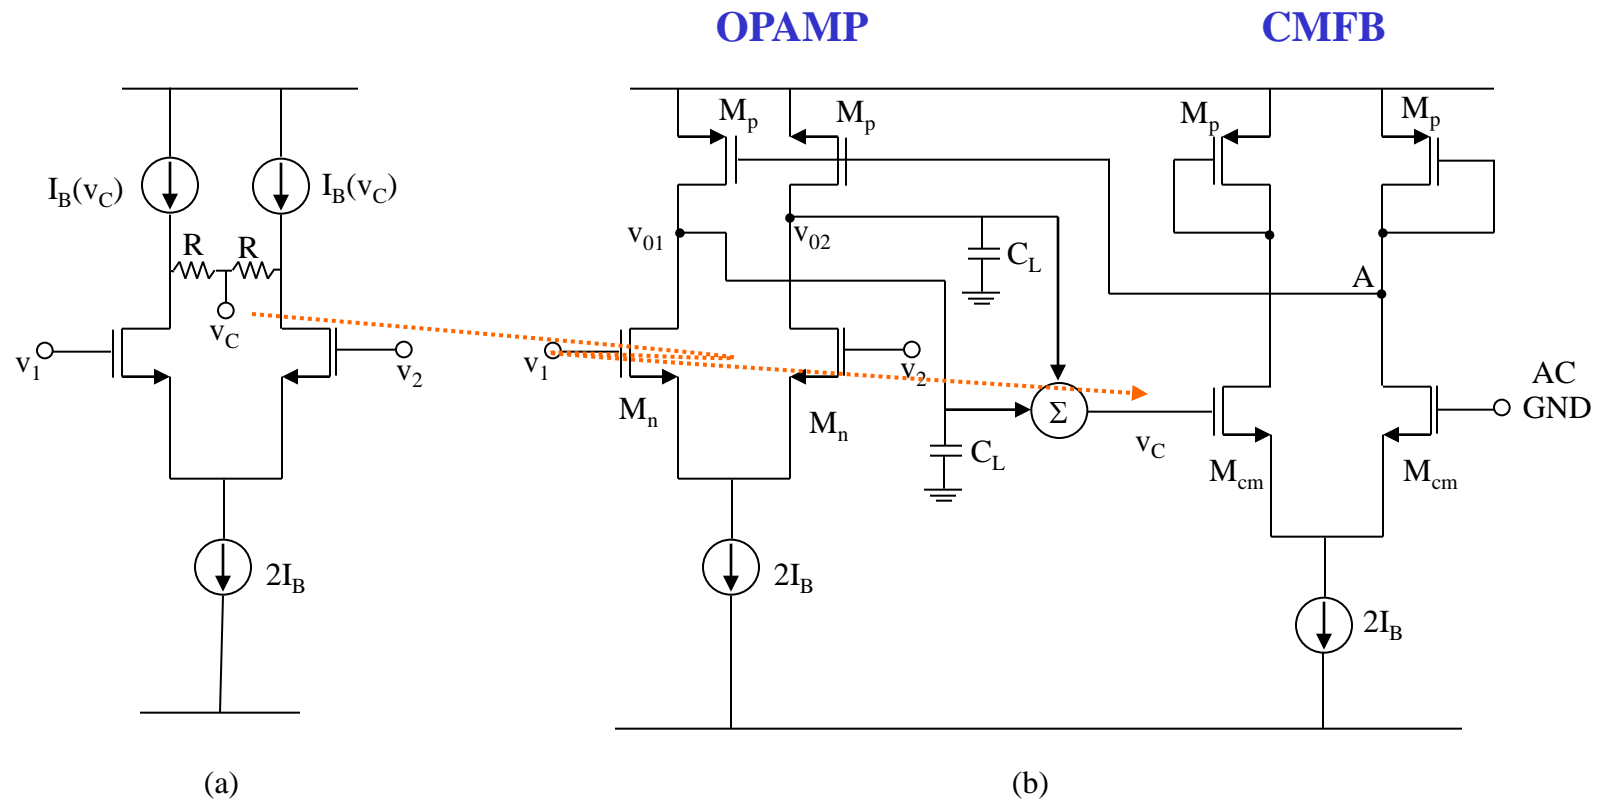 OPAMP
CMFB
I_B(v_C)
I_B(v_C)
R
R
v_C
v_1
v_2
2I_B
(a)
M_p
M_p
v_01
v_02
C_L
v_1
v_2
M_n
M_n
C_L
Σ
2I_B
M_p
M_p
A
v_C
AC
GND
M_cm
M_cm
2I_B
(b)